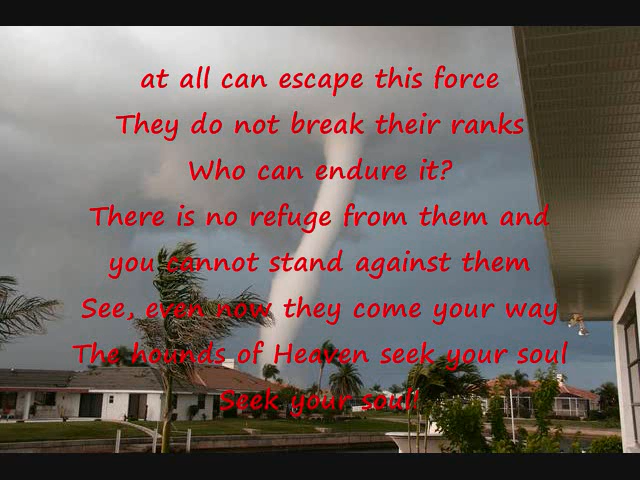 at all can escape this force
They do not break their ranks
Who can endure it?
There is no refuge from them and
you cannot stand against them
See, even now they come your way
The hounds of Heaven seek your soul
Seek your soul!